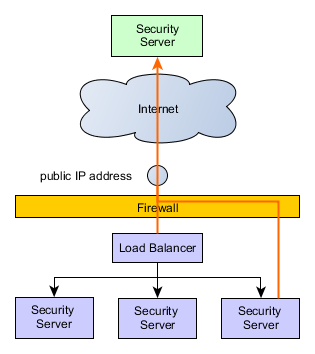 Security
Server
Internet
public IP address
Firewall
Load Balancer
Security
Server
Security
Server
Security
Server